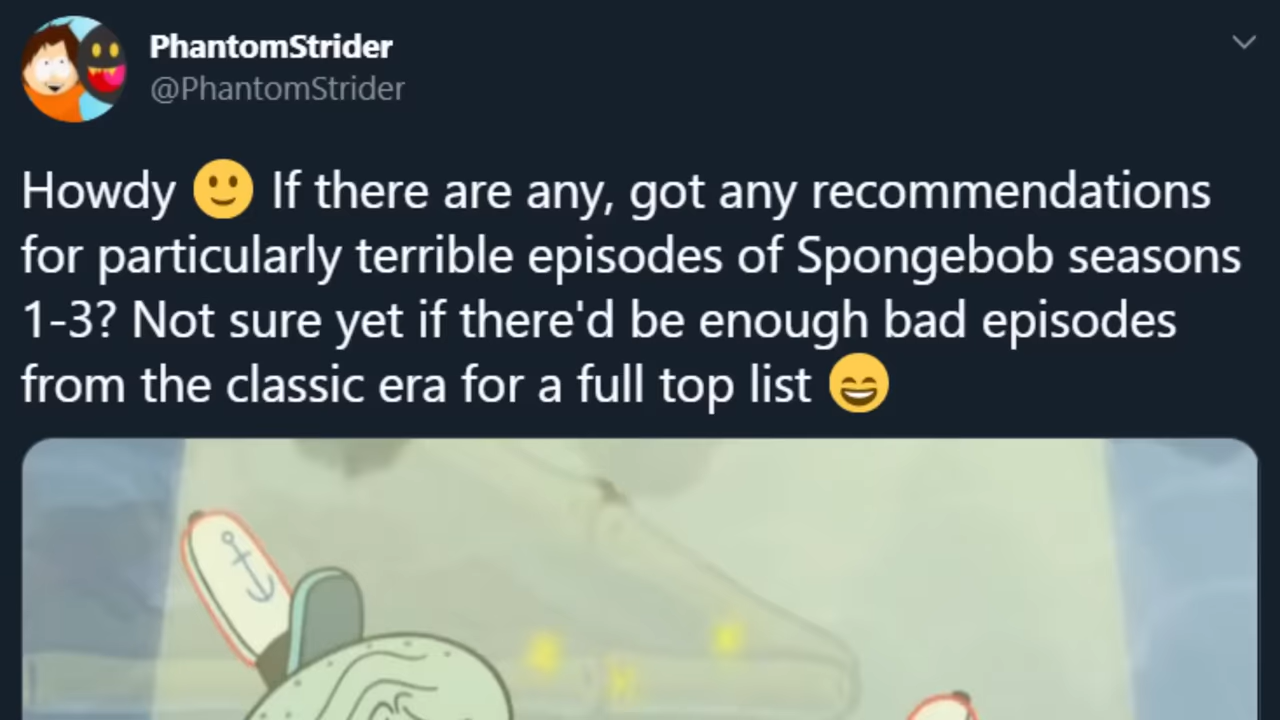 PhantomStrider
@PhantomStrider
Howdy 🙂 If there are any, got any recommendations
for particularly terrible episodes of Spongebob seasons
1-3? Not sure yet if there'd be enough bad episodes
from the classic era for a full top list 😄